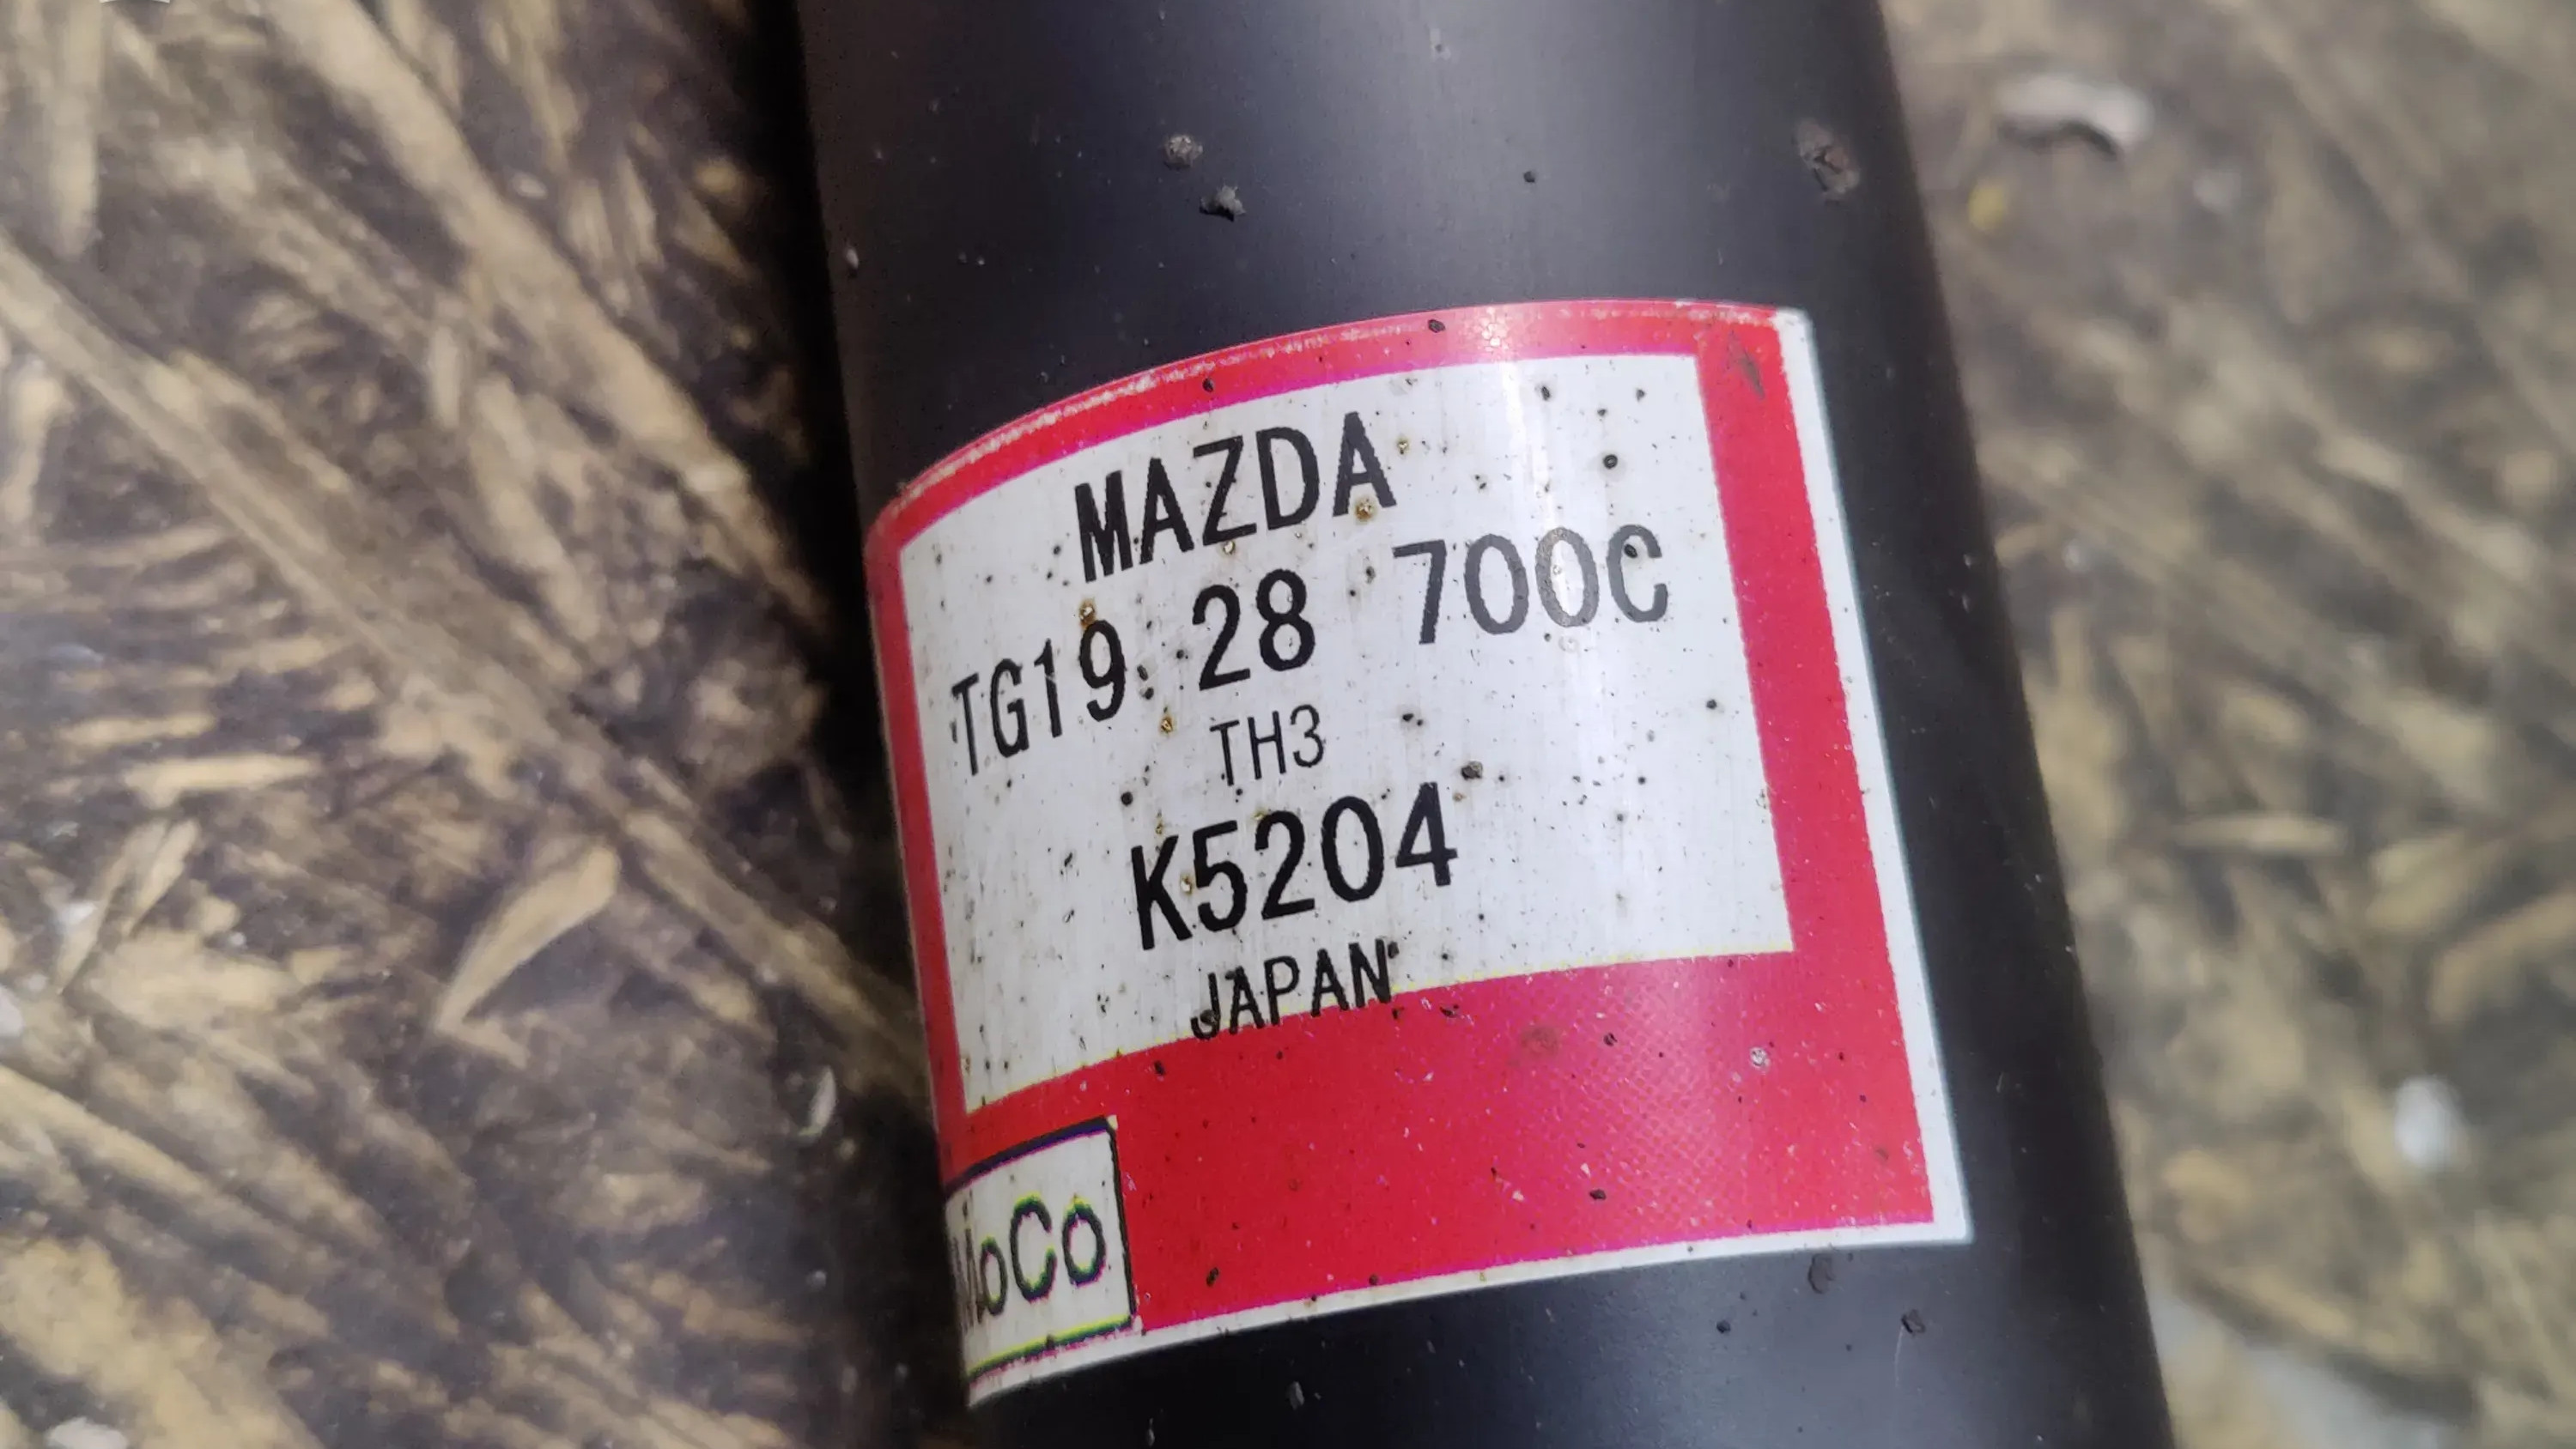 MAZDA
TG19 28 700C
TH3
K5204
JAPAN
MoCo